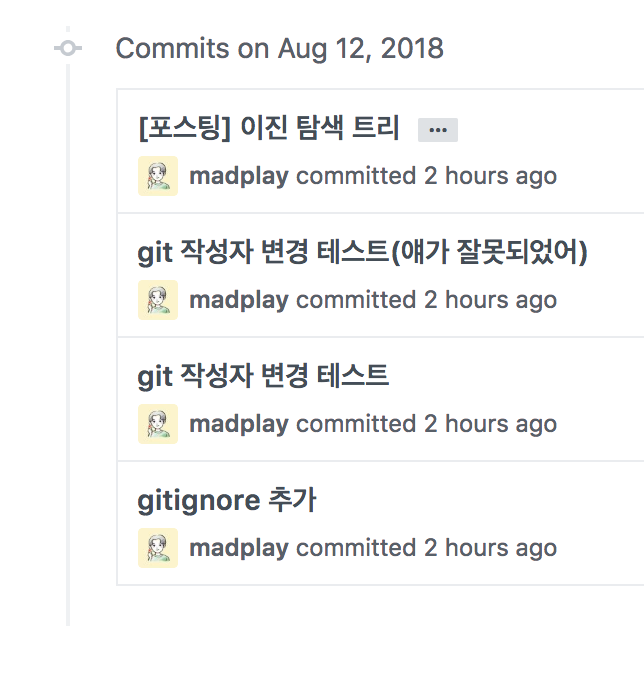 Commits on Aug 12, 2018
[포스팅] 이진 탐색 트리 …
madplay committed 2 hours ago
git 작성자 변경 테스트(얘가 잘못되었어)
madplay committed 2 hours ago
git 작성자 변경 테스트
madplay committed 2 hours ago
gitignore 추가
madplay committed 2 hours ago